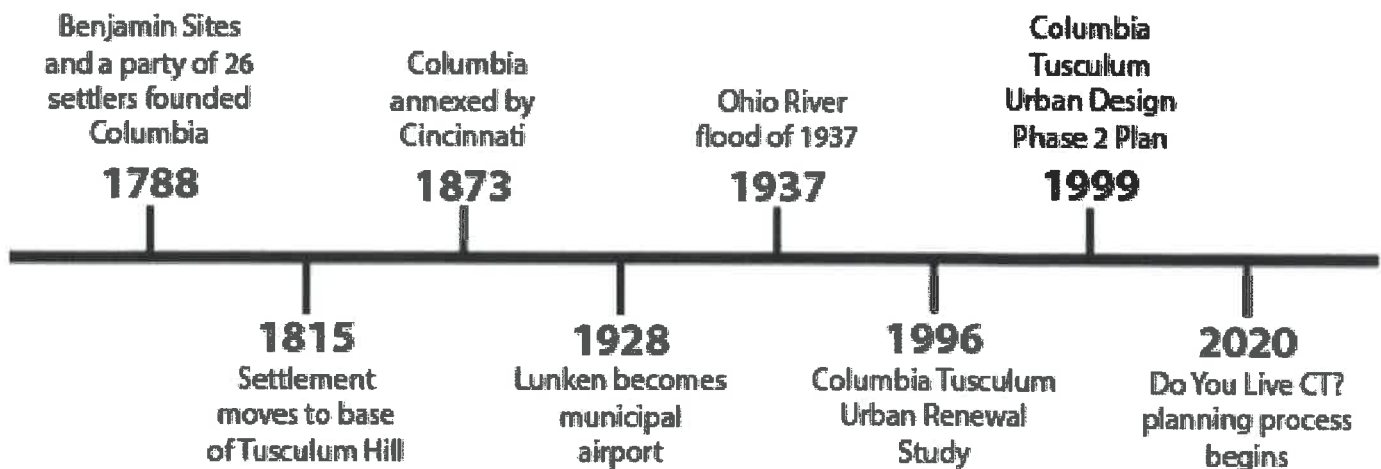 Benjamin Sites
and a party of 26
settlers founded
Columbia
1788
1815
Settlement
moves to base
of Tusculum Hill
Columbia
annexed by
Cincinnati
1873
1928
Lunken becomes
municipal
airport
Ohio River
flood of 1937
1937
1996
Columbia Tusculum
Urban Renewal
Study
Columbia
Tusculum
Urban Design
Phase 2 Plan
1999
2020
Do You Live CT?
planning process
begins